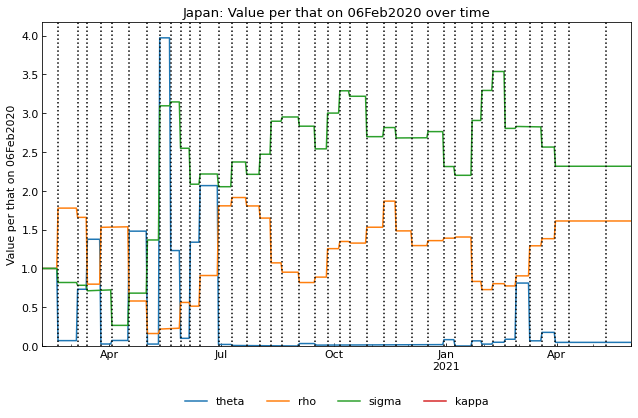 Japan: Value per that on 06Feb2020 over time
Value per that on 06Feb2020
4.0
3.5
3.0
2.5
2.0
1.5
1.0
0.5
0.0
Apr
Jul
Oct
Jan
2021
Apr
theta
rho
sigma
kappa